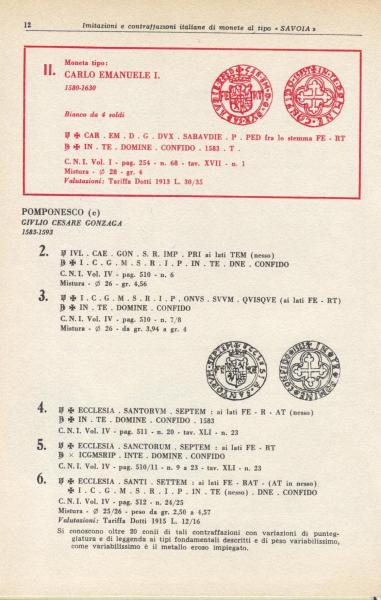 12 Imitazioni e contraffazioni italiane di monete al tipo « SAVOIA »
II. Moneta tipo:
CARLO EMANUELE I.
1580-1630
Bianco da 4 soldi
✠ CAR . EM . D . G . DVX . SABAVDIE . P . PED fra lo stemma FE - RT
✠ IN . TE . DOMINE . CONFIDO . 1583 . T .
C. N. I. Vol. I - pag. 254 - n. 68 - tav. XVII - n. 1
Mistura - Ø 28 - gr. 4
Valutazioni: Tariffa Dotti 1913 L. 30/35
POMPONESCO (c)
GIVLIO CESARE GONZAGA
1583-1593
2. ✠ IVL . CAE . GON . S. R. IMP . PRI ai lati TEM (nesso)
✠ I . C . G . M . S . R . I . P . IN . TE . DNE . CONFIDO
C. N. I. Vol. IV - pag. 510 - n. 6
Mistura - Ø 26 - gr. 4,56
3. ✠ I . C . G . M . S . R . I . P . ONVS . SVVM . QVISQVE (ai lati FE - RT)
✠ IN . TE . DOMINE . CONFIDO
C. N. I. Vol. IV - pag. 510 - n. 7/8
Mistura - Ø 26 - da gr. 3,94 a gr. 4
4. ✠ ECCLESIA . SANTORVM . SEPTEM : ai lati FE - R - AT (nesso)
✠ IN . TE . DOMINE . CONFIDO . 1583
C. N. I. Vol. IV - pag. 511 - n. 20 - tav. XLI - n. 23
5. ✠ ECCLESIA . SANCTORUM . SEPTEM : ai lati FE - RT
× ICGMSRIP . INTE . DOMINE . CONFIDO
C. N. I. Vol. IV - pag. 510/11 - n. 9 a 23 - tav. XLI - n. 23
6. ✠ ECCLESIA . SANTI . SETTEM : ai lati FE - RAT - (AT in nesso)
✠ I . C . G . M . S . R . I . P . IN . TE (nesso) . DNE . CONFIDO
C. N. I. Vol. IV - pag. 512 - n. 24/25
Mistura - Ø 25/26 - peso da gr. 2,50 a 4,57
Valutazioni: Tariffa Dotti 1915 L. 12/16
Si conoscono oltre 20 conii di tali contraffazioni con variazioni di punteg-
giatura e di leggenda ai tipi fondamentali descritti e di peso variabilissimo,
come variabilissimo è il metallo eroso impiegato.